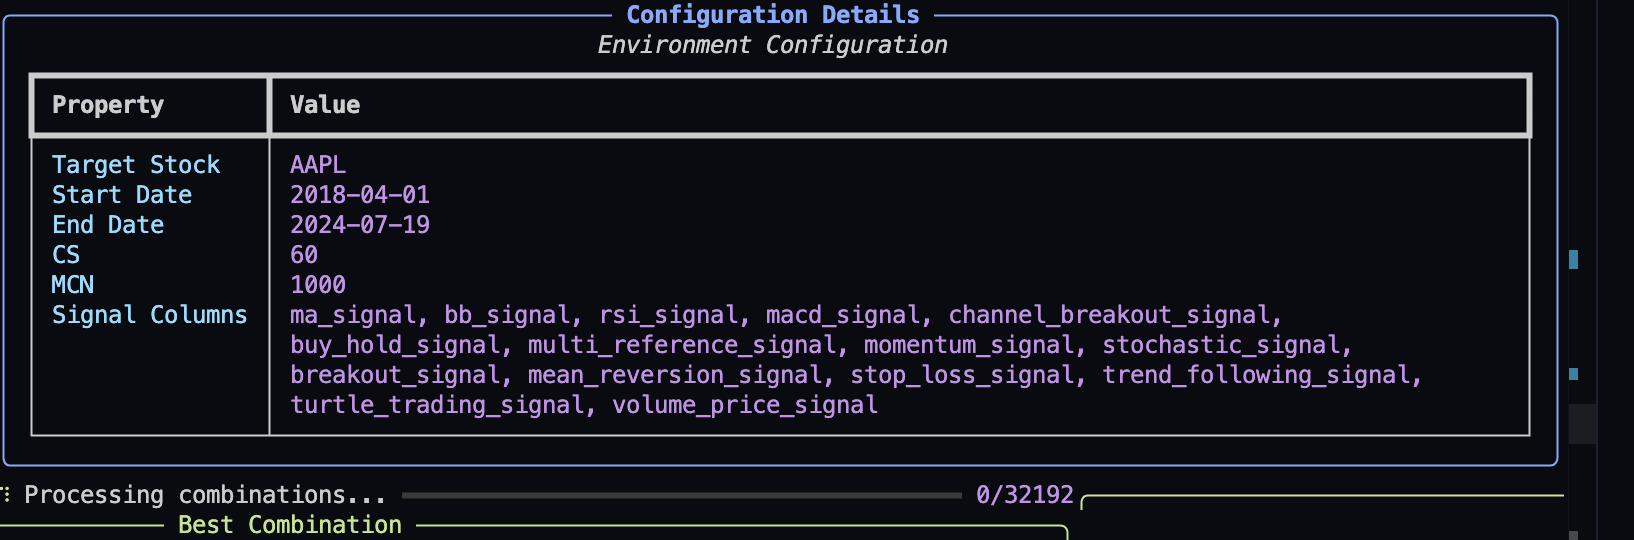 Configuration Details
Environment Configuration
Property Value
Target Stock AAPL
Start Date 2018-04-01
End Date 2024-07-19
CS 60
MCN 1000
Signal Columns ma_signal, bb_signal, rsi_signal, macd_signal, channel_breakout_signal,
buy_hold_signal, multi_reference_signal, momentum_signal, stochastic_signal,
breakout_signal, mean_reversion_signal, stop_loss_signal, trend_following_signal,
turtle_trading_signal, volume_price_signal
Processing combinations... 0/32192
Best Combination